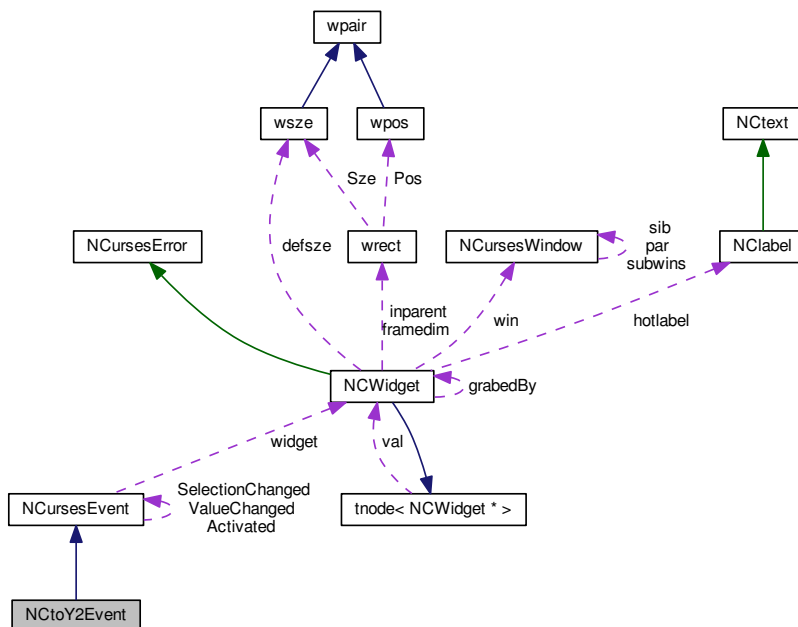 wpair
wsze
wpos
NCtext
Sze
Pos
NCursesError
defsze
wrect
NCursesWindow
sib
par
subwins
NClabel
inparent
framedim
win
hotlabel
NCWidget
grabedBy
widget
val
NCursesEvent
SelectionChanged
ValueChanged
Activated
tnode< NCWidget * >
NCtoY2Event